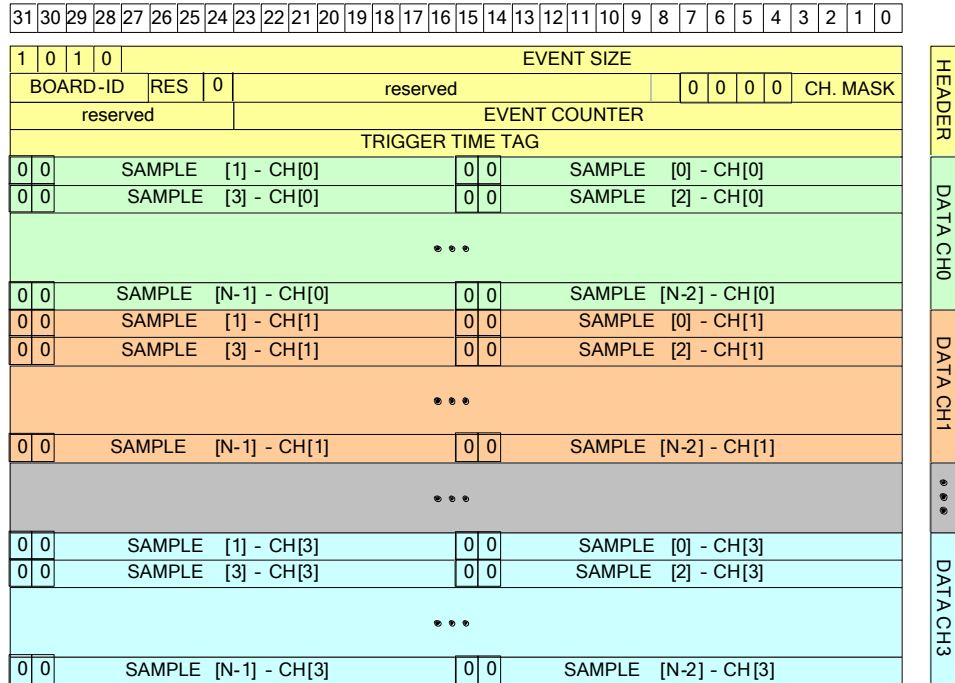 31 30 29 28 27 26 25 24 23 22 21 20 19 18 17 16 15 14 13 12 11 10 9 8 7 6 5 4 3 2 1 0
1 0 1 0 EVENT SIZE
BOARD-ID RES 0 reserved 0 0 0 0 CH. MASK
reserved EVENT COUNTER
TRIGGER TIME TAG
HEADER
0 0 SAMPLE [1] - CH[0] 0 0 SAMPLE [0] - CH[0]
0 0 SAMPLE [3] - CH[0] 0 0 SAMPLE [2] - CH[0]
•••
0 0 SAMPLE [N-1] - CH[0] 0 0 SAMPLE [N-2] - CH[0]
DATA CH0
0 0 SAMPLE [1] - CH[1] 0 0 SAMPLE [0] - CH[1]
0 0 SAMPLE [3] - CH[1] 0 0 SAMPLE [2] - CH[1]
•••
0 0 SAMPLE [N-1] - CH[1] 0 0 SAMPLE [N-2] - CH[1]
DATA CH1
•••
•••
0 0 SAMPLE [1] - CH[3] 0 0 SAMPLE [0] - CH[3]
0 0 SAMPLE [3] - CH[3] 0 0 SAMPLE [2] - CH[3]
•••
0 0 SAMPLE [N-1] - CH[3] 0 0 SAMPLE [N-2] - CH[3]
DATA CH3